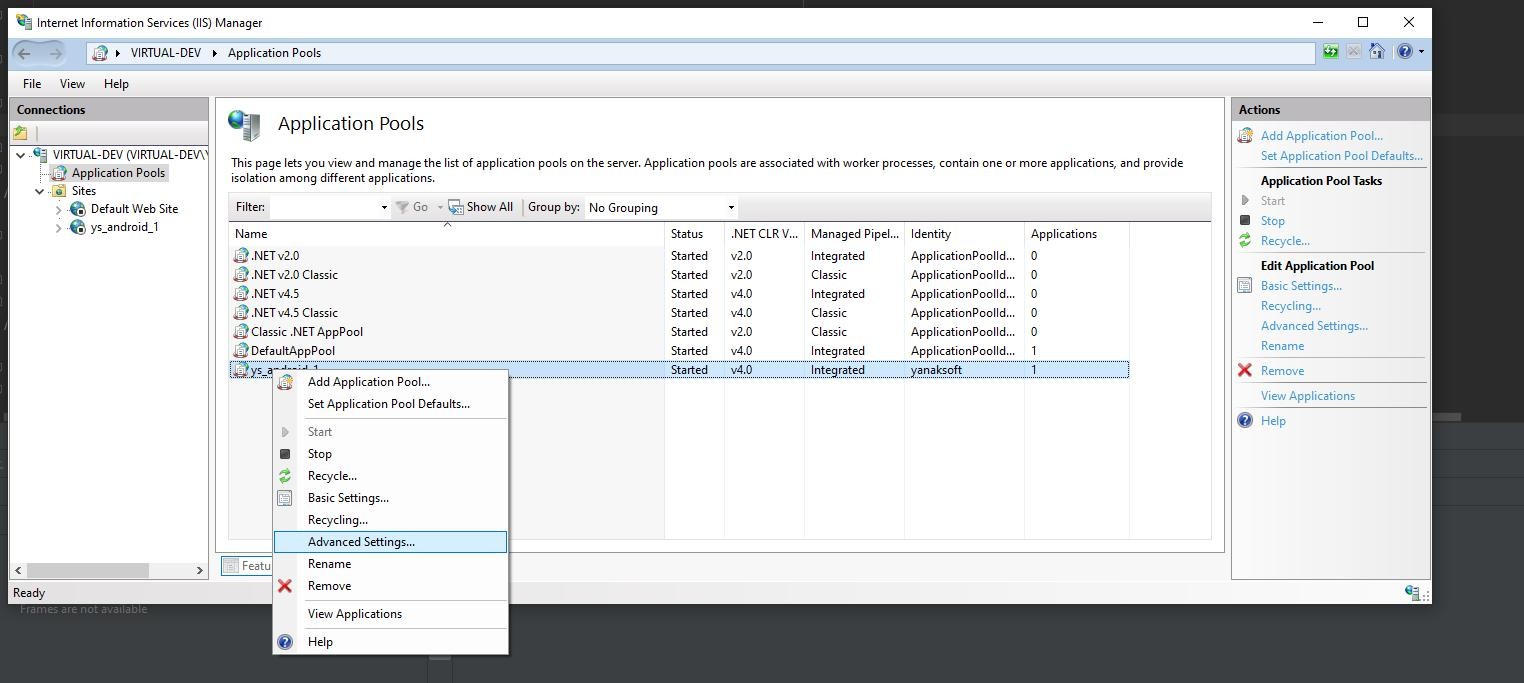 Internet Information Services (IIS) Manager
VIRTUAL-DEV Application Pools
File View Help
Connections
VIRTUAL-DEV (VIRTUAL-DEV\
Application Pools
Sites
Default Web Site
ys_android_1
Application Pools
This page lets you view and manage the list of application pools on the server. Application pools are associated with worker processes, contain one or more applications, and provide
isolation among different applications.
Filter: Go Show All Group by: No Grouping
Name Status .NET CLR V... Managed Pipel... Identity Applications
.NET v2.0 Started v2.0 Integrated ApplicationPoolId... 0
.NET v2.0 Classic Started v2.0 Classic ApplicationPoolId... 0
.NET v4.5 Started v4.0 Integrated ApplicationPoolId... 0
.NET v4.5 Classic Started v4.0 Classic ApplicationPoolId... 0
Classic .NET AppPool Started v2.0 Classic ApplicationPoolId... 0
DefaultAppPool Started v4.0 Integrated ApplicationPoolId... 1
ys_android_1 Started v4.0 Integrated yanaksoft 1
Add Application Pool...
Set Application Pool Defaults...
Start
Stop
Recycle...
Basic Settings...
Recycling...
Advanced Settings...
Rename
Remove
View Applications
Help
Featu
Actions
Add Application Pool...
Set Application Pool Defaults...
Application Pool Tasks
Start
Stop
Recycle...
Edit Application Pool
Basic Settings...
Recycling...
Advanced Settings...
Rename
Remove
View Applications
Help
Ready
Frames are not available